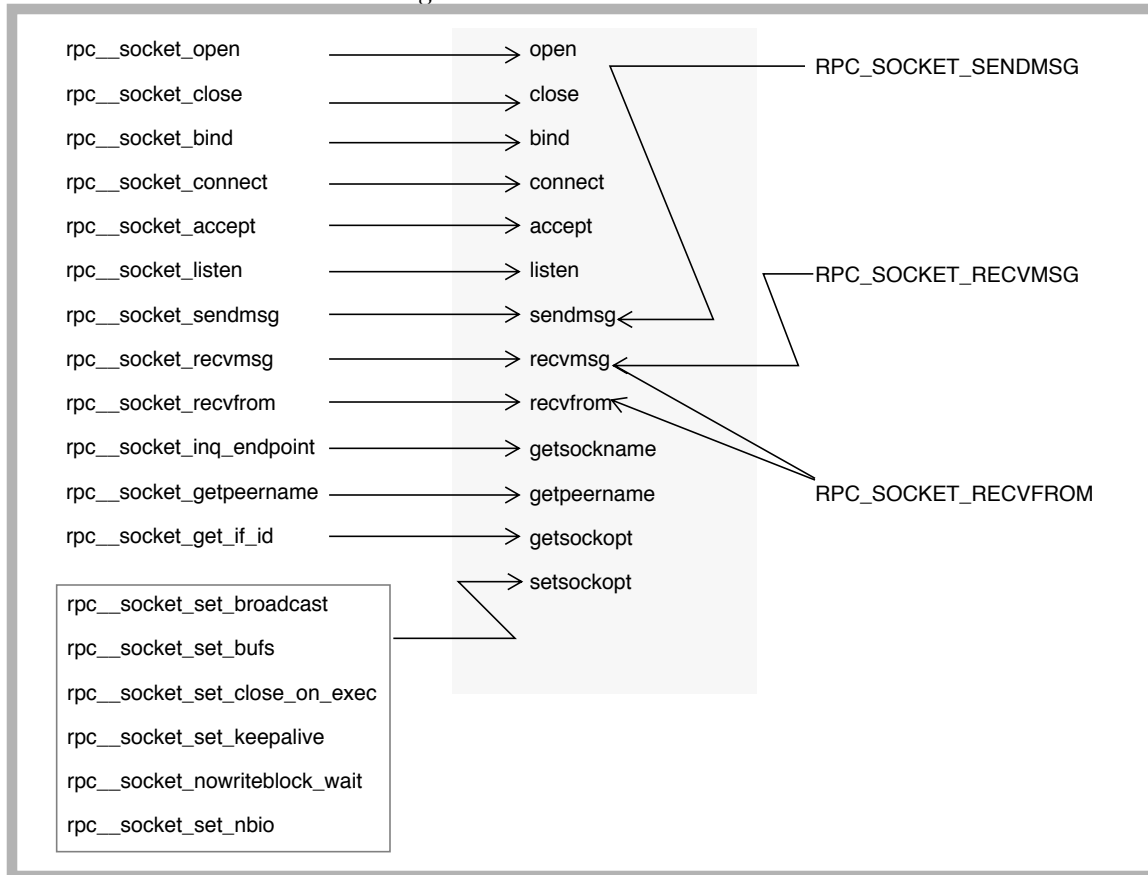 rpc__socket_open open RPC_SOCKET_SENDMSG
rpc__socket_close close
rpc__socket_bind bind
rpc__socket_connect connect
rpc__socket_accept accept
rpc__socket_listen listen RPC_SOCKET_RECVMSG
rpc__socket_sendmsg sendmsg
rpc__socket_recvmsg recvmsg
rpc__socket_recvfrom recvfrom
rpc__socket_inq_endpoint getsockname
rpc__socket_getpeername getpeername RPC_SOCKET_RECVFROM
rpc__socket_get_if_id getsockopt
setsockopt
rpc__socket_set_broadcast
rpc__socket_set_bufs
rpc__socket_set_close_on_exec
rpc__socket_set_keepalive
rpc__socket_nowriteblock_wait
rpc__socket_set_nbio